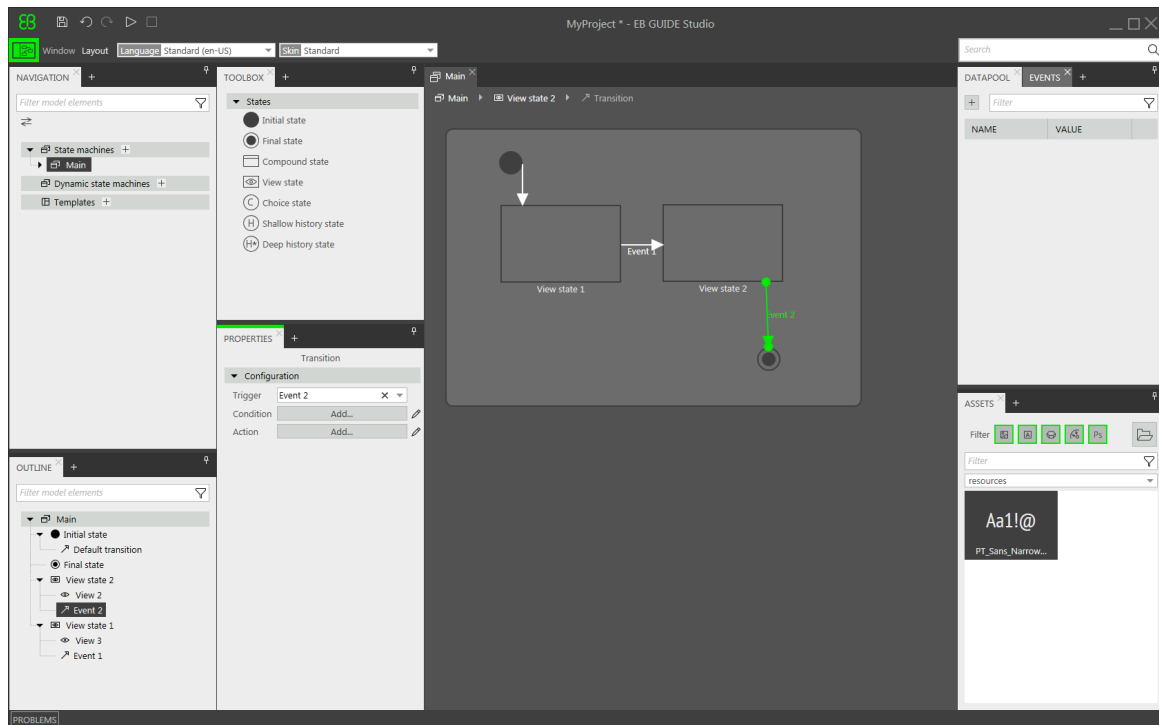 MyProject * - EB GUIDE Studio
Window Layout Language Standard (en-US) Skin Standard
Search
NAVIGATION
Filter model elements
State machines
Main
Dynamic state machines
Templates
TOOLBOX
States
Initial state
Final state
Compound state
View state
Choice state
Shallow history state
Deep history state
PROPERTIES
Transition
Configuration
Trigger Event 2
Condition Add...
Action Add...
OUTLINE
Filter model elements
Main
Initial state
Default transition
Final state
View state 2
View 2
Event 2
View state 1
View 3
Event 1
Main
Main View state 2 Transition
Event 1
View state 1
View state 2
Event 2
DATAPOOL EVENTS
Filter
NAME VALUE
ASSETS
Filter Ps
Filter
resources
Aa1!@
PT_Sans_Narrow...
PROBLEMS